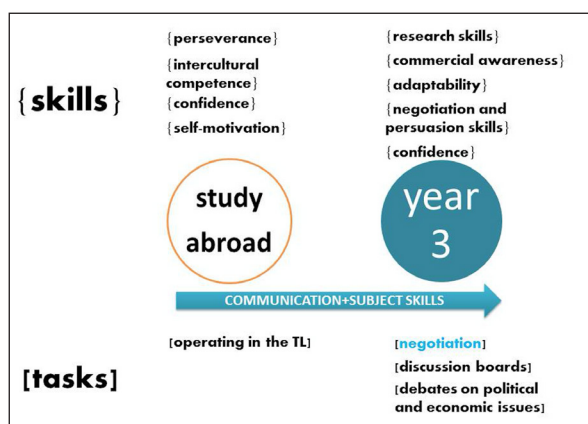 {skills}
{perseverance}
{intercultural
competence}
{confidence}
{self-motivation}
{research skills}
{commercial awareness}
{adaptability}
{negotiation and
persuasion skills}
{confidence}
study
abroad
year
3
COMMUNICATION+SUBJECT SKILLS
[tasks]
[operating in the TL]
[negotiation]
[discussion boards]
[debates on political
and economic issues]